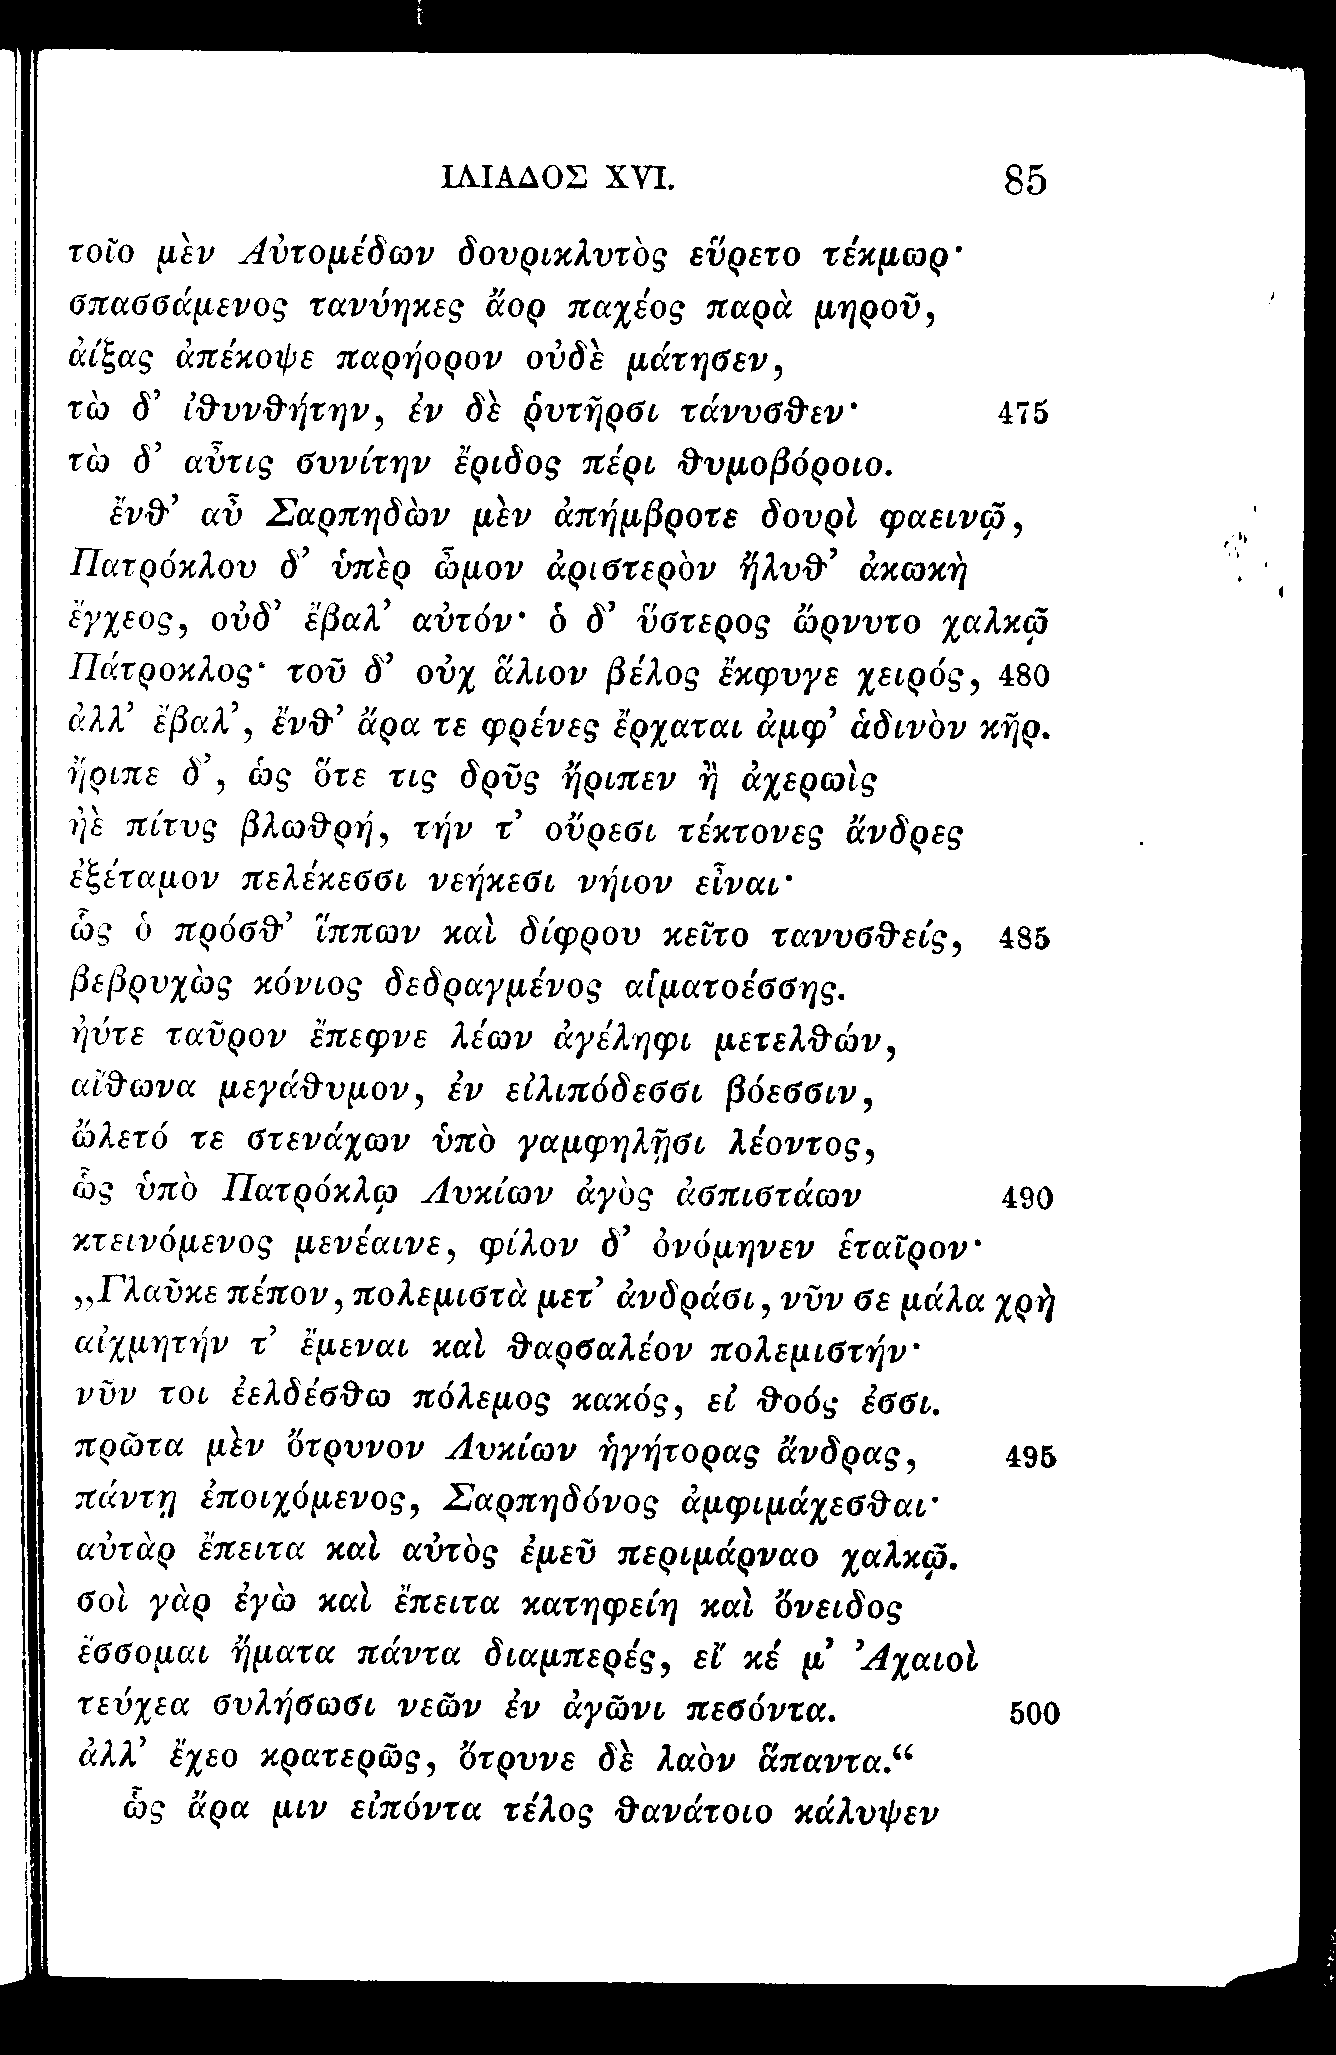 ΙΛΙΑΔΟΣ XVI. 85
τοῖο μὲν Αὐτομέδων δουρικλυτὸς εὕρετο τέκμωρ·
σπασσάμενος τανύηκες ἄορ παχέος παρὰ μηροῦ,
ἀίξας ἀπέκοψε παρήορον οὐδὲ μάτησεν,
τὼ δ’ ἰθυνθήτην, ἐν δὲ ῥυτῆρσι τάνυσθεν· 475
τὼ δ’ αὖτις συνίτην ἔριδος πέρι θυμοβόροιο.
ἔνθ’ αὖ Σαρπηδὼν μὲν ἀπήμβροτε δουρὶ φαεινῷ,
Πατρόκλου δ’ ὑπὲρ ὦμον ἀριστερὸν ἤλυθ’ ἀκωκὴ
ἔγχεος, οὐδ’ ἔβαλ’ αὐτόν· ὁ δ’ ὕστερος ὤρνυτο χαλκῷ
Πάτροκλος· τοῦ δ’ οὐχ ἅλιον βέλος ἔκφυγε χειρός, 480
ἀλλ’ ἔβαλ’, ἔνθ’ ἄρα τε φρένες ἔρχαται ἀμφ’ ἁδινὸν κῆρ.
ἤριπε δ’, ὡς ὅτε τις δρῦς ἤριπεν ἢ ἀχερωὶς
ἠὲ πίτυς βλωθρή, τήν τ’ οὔρεσι τέκτονες ἄνδρες
ἐξέταμον πελέκεσσι νεήκεσι νήιον εἶναι·
ὣς ὁ πρόσθ’ ἵππων καὶ δίφρου κεῖτο τανυσθείς, 485
βεβρυχὼς κόνιος δεδραγμένος αἱματοέσσης.
ἠύτε ταῦρον ἔπεφνε λέων ἀγέληφι μετελθών,
αἴθωνα μεγάθυμον, ἐν εἰλιπόδεσσι βόεσσιν,
ὤλετό τε στενάχων ὑπὸ γαμφηλῇσι λέοντος,
ὣς ὑπὸ Πατρόκλῳ Λυκίων ἀγὸς ἀσπιστάων 490
κτεινόμενος μενέαινε, φίλον δ’ ὀνόμηνεν ἑταῖρον·
„Γλαῦκε πέπον, πολεμιστὰ μετ’ ἀνδράσι, νῦν σε μάλα χρὴ
αἰχμητήν τ’ ἔμεναι καὶ θαρσαλέον πολεμιστήν·
νῦν τοι ἐελδέσθω πόλεμος κακός, εἰ θοός ἐσσι.
πρῶτα μὲν ὄτρυνον Λυκίων ἡγήτορας ἄνδρας, 495
πάντῃ ἐποιχόμενος, Σαρπηδόνος ἀμφιμάχεσθαι·
αὐτὰρ ἔπειτα καὶ αὐτὸς ἐμεῦ περιμάρναο χαλκῷ.
σοὶ γὰρ ἐγὼ καὶ ἔπειτα κατηφείη καὶ ὄνειδος
ἔσσομαι ἤματα πάντα διαμπερές, εἴ κέ μ’ Ἀχαιοὶ
τεύχεα συλήσωσι νεῶν ἐν ἀγῶνι πεσόντα. 500
ἀλλ’ ἔχεο κρατερῶς, ὄτρυνε δὲ λαὸν ἅπαντα.“
ὣς ἄρα μιν εἰπόντα τέλος θανάτοιο κάλυψεν